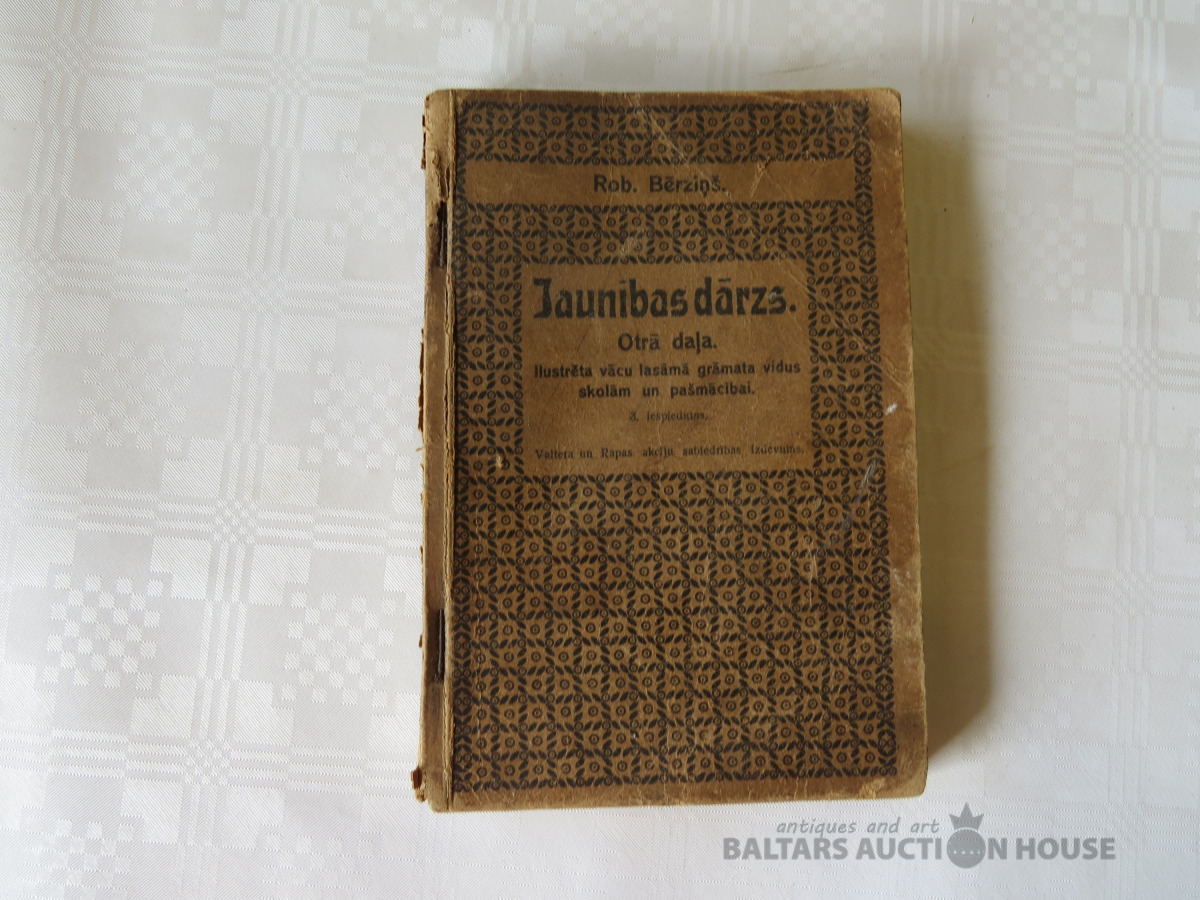 Rob. Bērziņš.
Jaunības dārzs.
Otrā daļa.
Ilustrēta vācu lasāmā grāmata vidus
skolām un pašmācībai.
3. iespiedums.
Valtera un Rapas akciju sabiedrības izdevums.
antiques and art
BALTARS AUCTION HOUSE